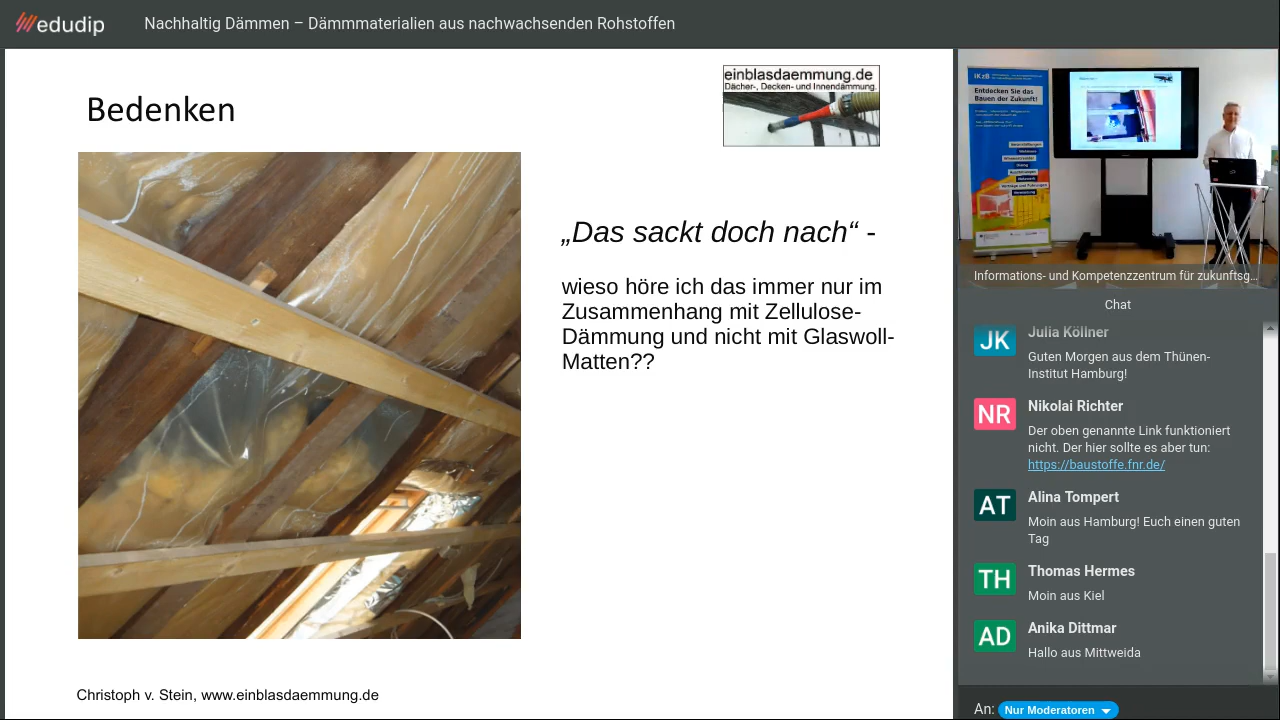 edudip
Nachhaltig Dämmen – Dämmmaterialien aus nachwachsenden Rohstoffen
Bedenken
einblasdaemmung.de
Dächer-, Decken- und Innendämmung.
„Das sackt doch nach“ -
wieso höre ich das immer nur im
Zusammenhang mit Zellulose-
Dämmung und nicht mit Glaswoll-
Matten??
Christoph v. Stein, www.einblasdaemmung.de
iKzB
Entdecken Sie das
Bauen der Zukunft!
Informations- und Kompetenzzentrum für zukunftsg...
Chat
Julia Köllner
JK
Guten Morgen aus dem Thünen-
Institut Hamburg!
NR
Nikolai Richter
Der oben genannte Link funktioniert
nicht. Der hier sollte es aber tun:
https://baustoffe.fnr.de/
AT
Alina Tompert
Moin aus Hamburg! Euch einen guten
Tag
TH
Thomas Hermes
Moin aus Kiel
AD
Anika Dittmar
Hallo aus Mittweida
An: Nur Moderatoren